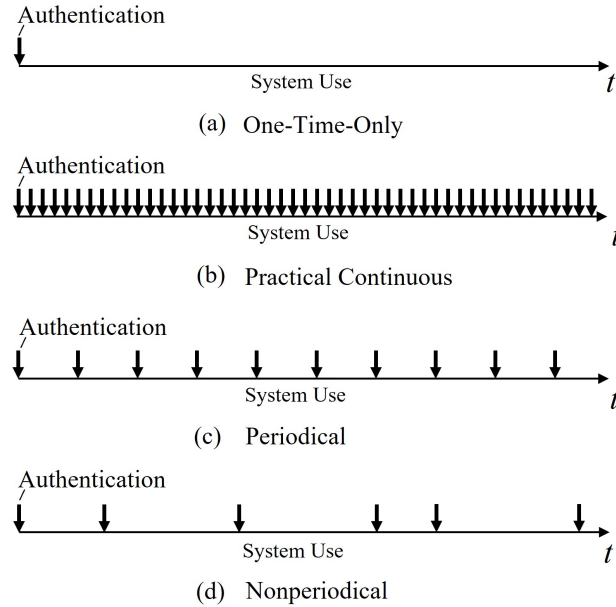 Authentication
System Use
t
(a) One-Time-Only
Authentication
System Use
t
(b) Practical Continuous
Authentication
System Use
t
(c) Periodical
Authentication
System Use
t
(d) Nonperiodical